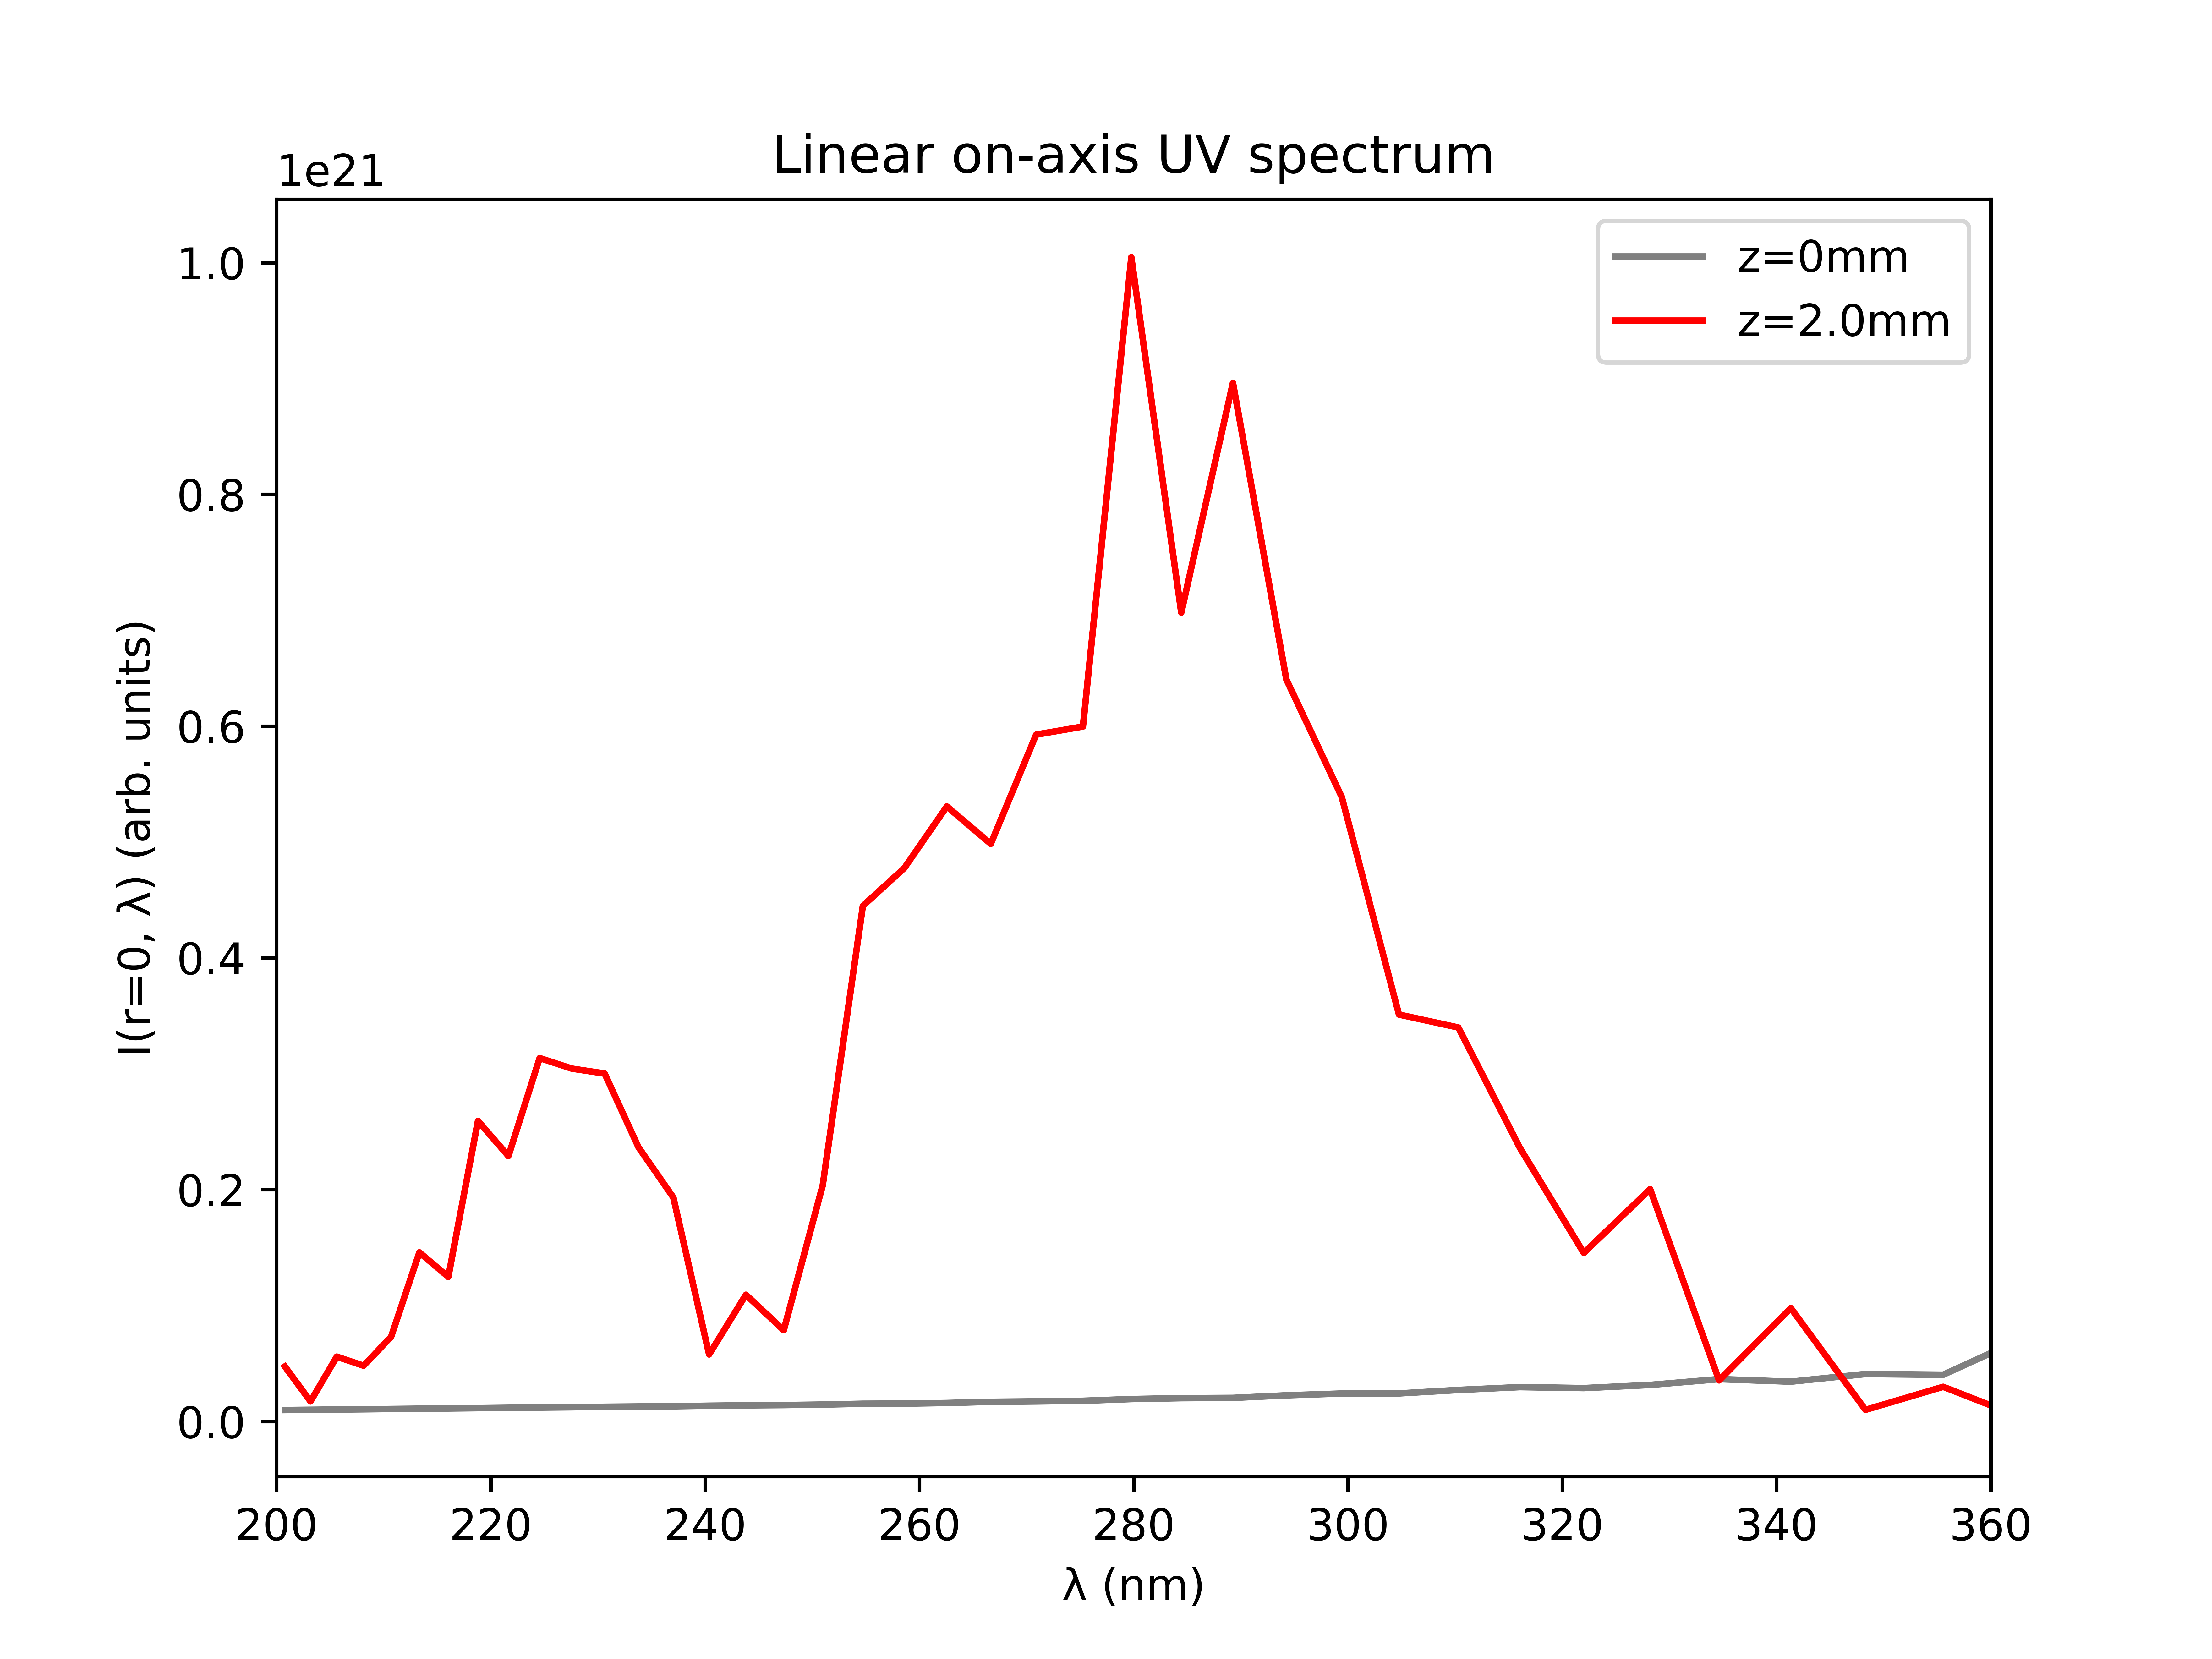 Linear on-axis UV spectrum
1e21
z=0mm
z=2.0mm
1.0
0.8
0.6
0.4
0.2
0.0
I(r=0, λ) (arb. units)
200 220 240 260 280 300 320 340 360
λ (nm)